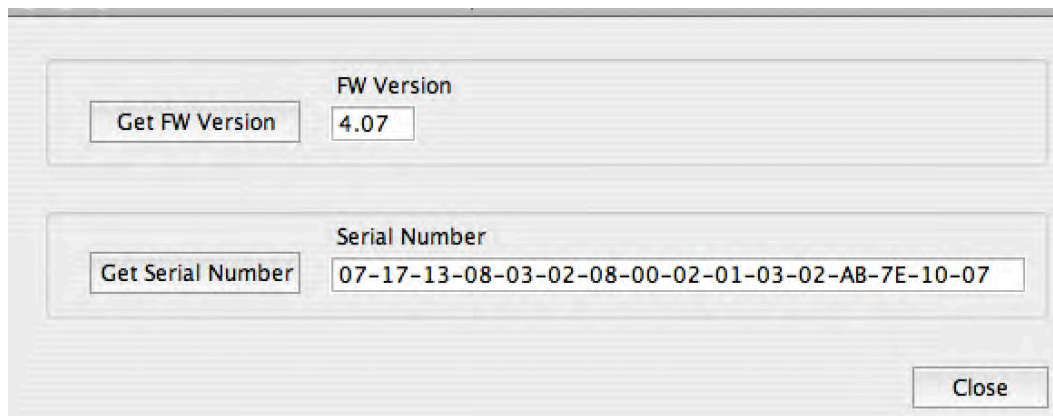 FW Version
Get FW Version
4.07
Serial Number
Get Serial Number
07-17-13-08-03-02-08-00-02-01-03-02-AB-7E-10-07
Close